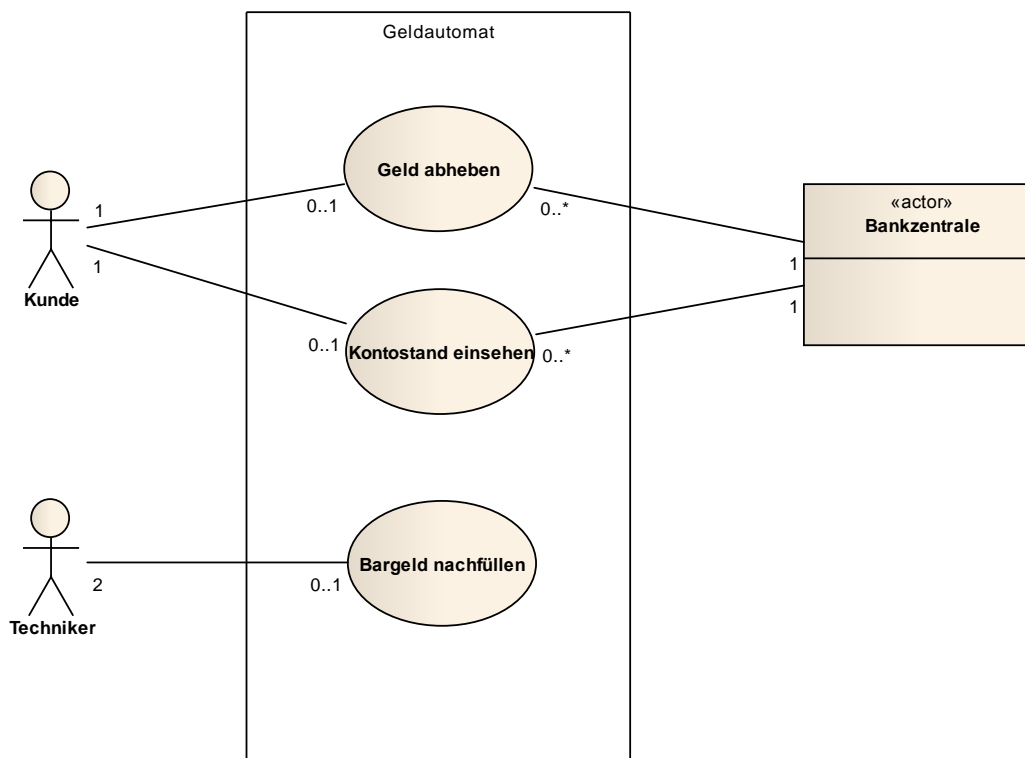 Geldautomat
Geld abheben
1
0..1
0..*
«actor»
Bankzentrale
1
Kunde
1
0..1
Kontostand einsehen
0..*
1
Techniker
2
0..1
Bargeld nachfüllen